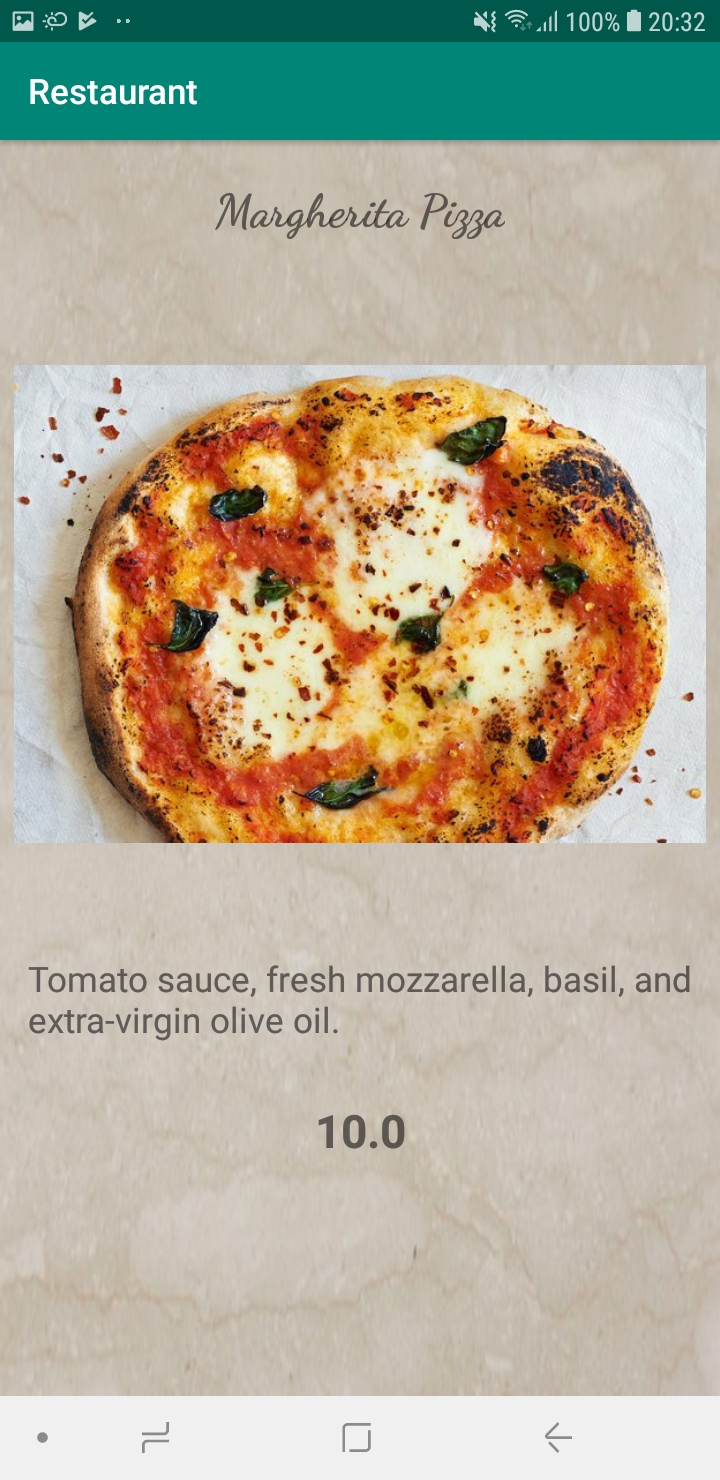 100% 20:32
Restaurant
Margherita Pizza
Tomato sauce, fresh mozzarella, basil, and
extra-virgin olive oil.
10.0